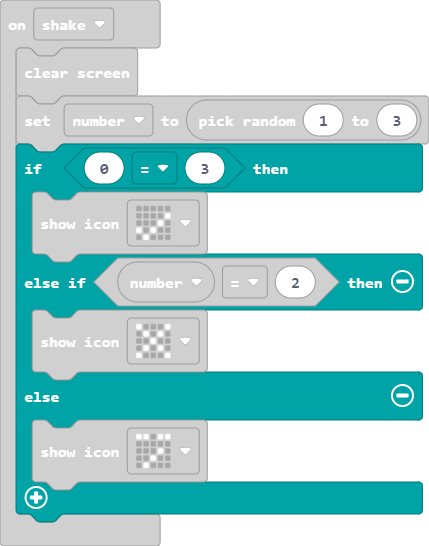 on shake
clear screen
set number to pick random 1 to 3
if 0 = 3 then
show icon
else if number = 2 then
show icon
else
show icon